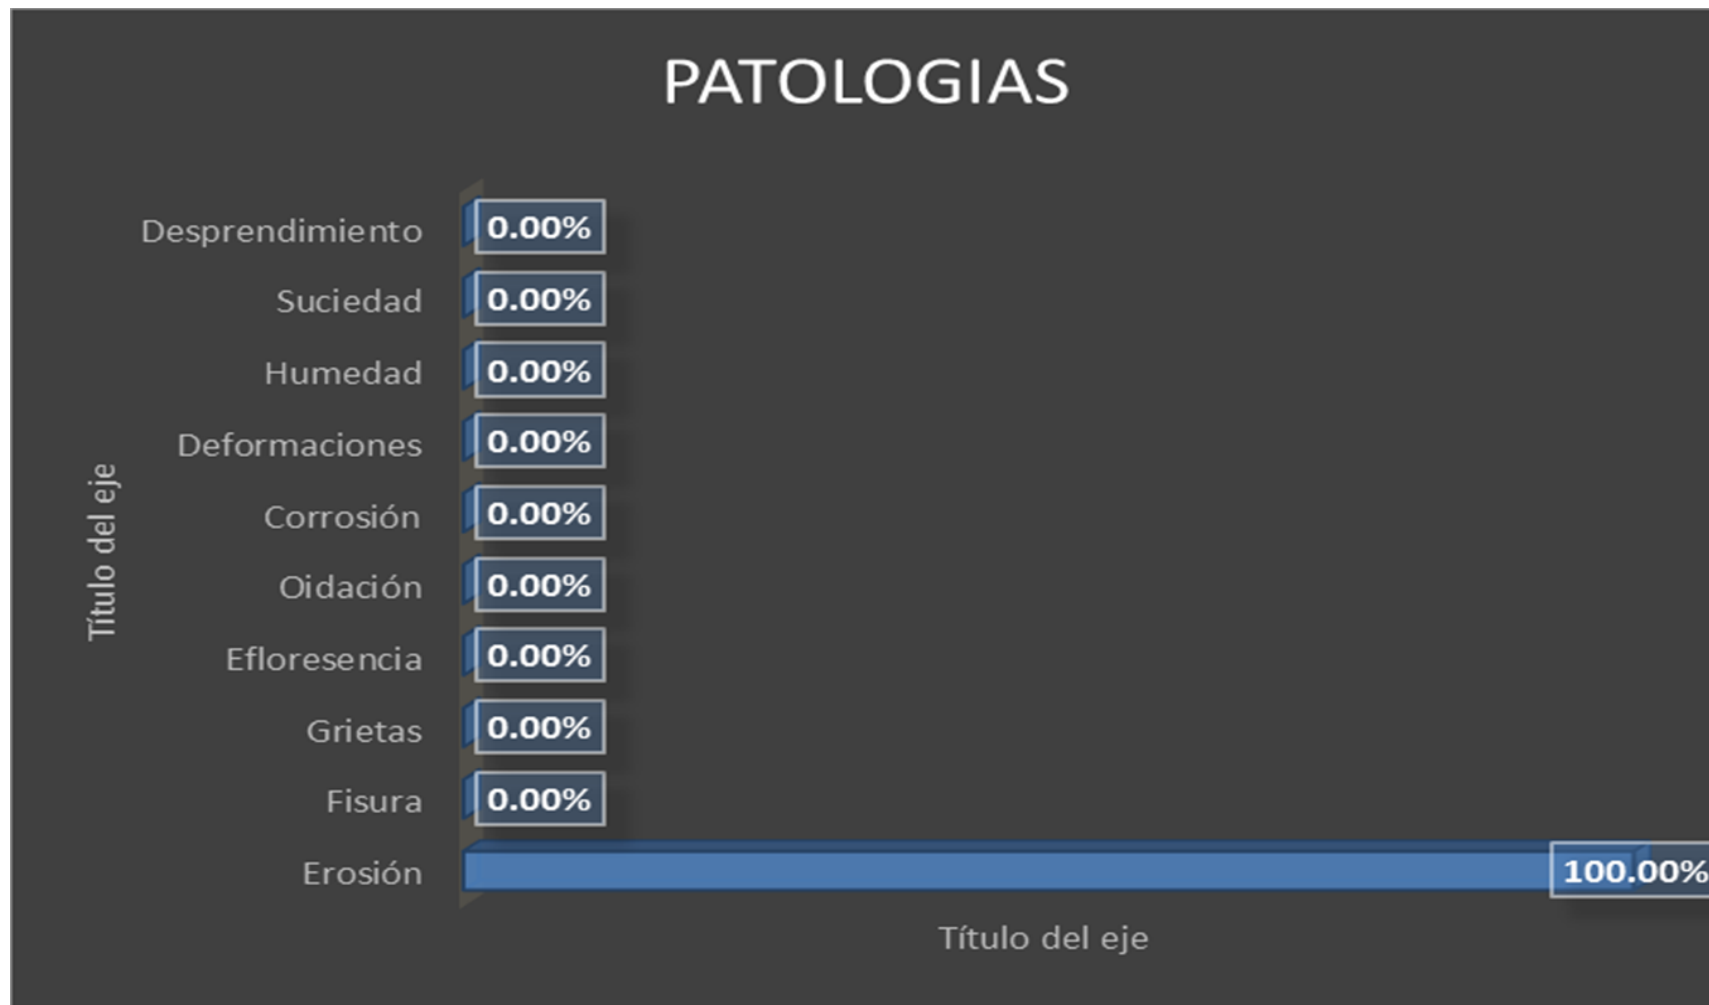 PATOLOGIAS
Desprendimiento 0.00%
Suciedad 0.00%
Humedad 0.00%
Deformaciones 0.00%
Corrosión 0.00%
Oidación 0.00%
Efloresencia 0.00%
Grietas 0.00%
Fisura 0.00%
Erosión 100.00%
Título del eje
Título del eje